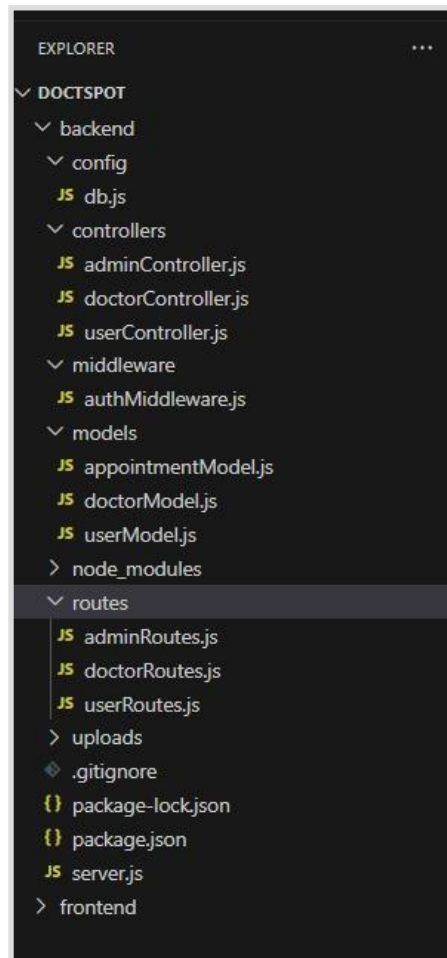 EXPLORER ...
DOCTSPOT
backend
config
JS db.js
controllers
JS adminController.js
JS doctorController.js
JS userController.js
middleware
JS authMiddleware.js
models
JS appointmentModel.js
JS doctorModel.js
JS userModel.js
node_modules
routes
JS adminRoutes.js
JS doctorRoutes.js
JS userRoutes.js
uploads
.gitignore
{} package-lock.json
{} package.json
JS server.js
frontend